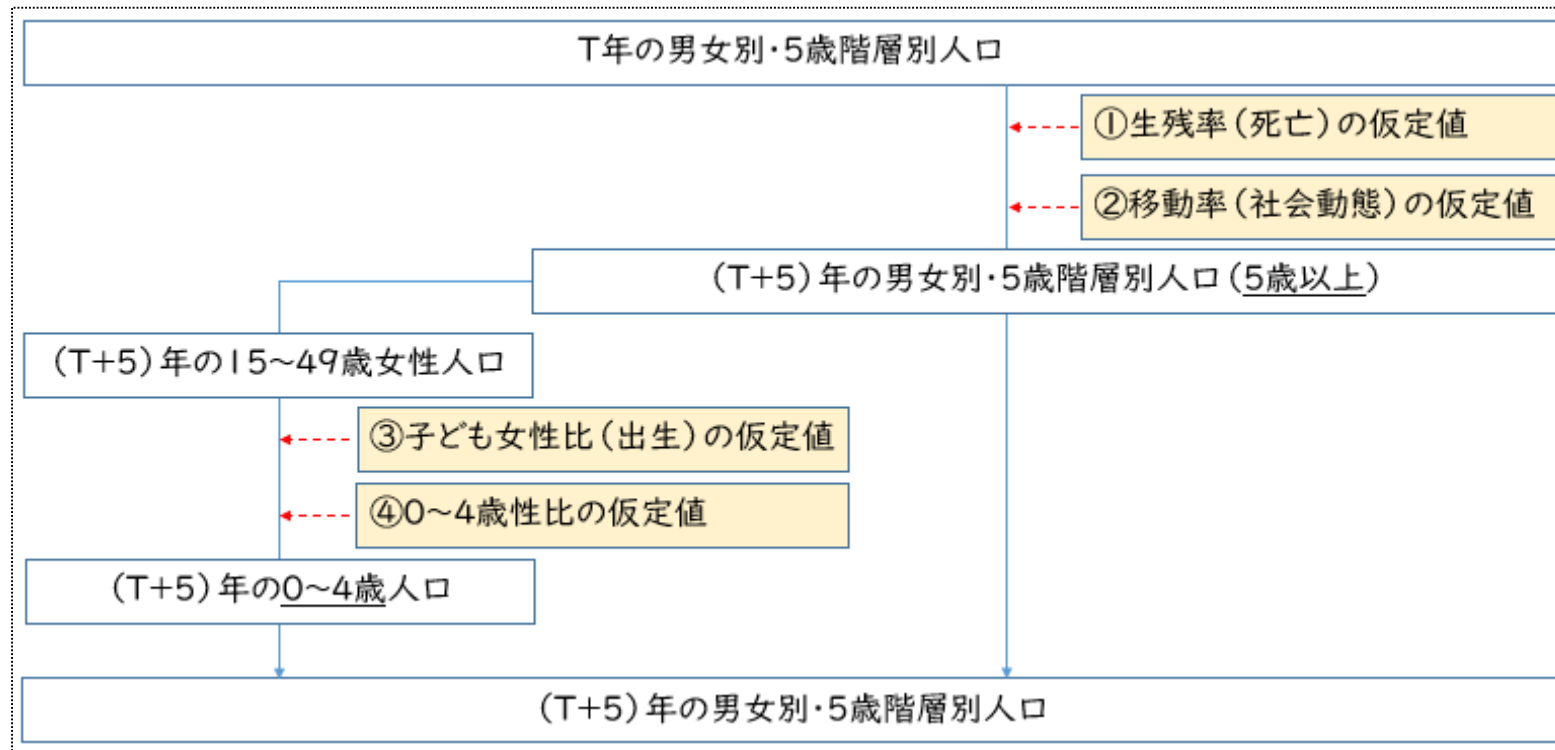 T年の男女別・5歳階層別人口
①生残率(死亡)の仮定値
②移動率(社会動態)の仮定値
(T+5)年の男女別・5歳階層別人口(5歳以上)
(T+5)年の15~49歳女性人口
③子ども女性比(出生)の仮定値
④0~4歳性比の仮定値
(T+5)年の0~4歳人口
(T+5)年の男女別・5歳階層別人口